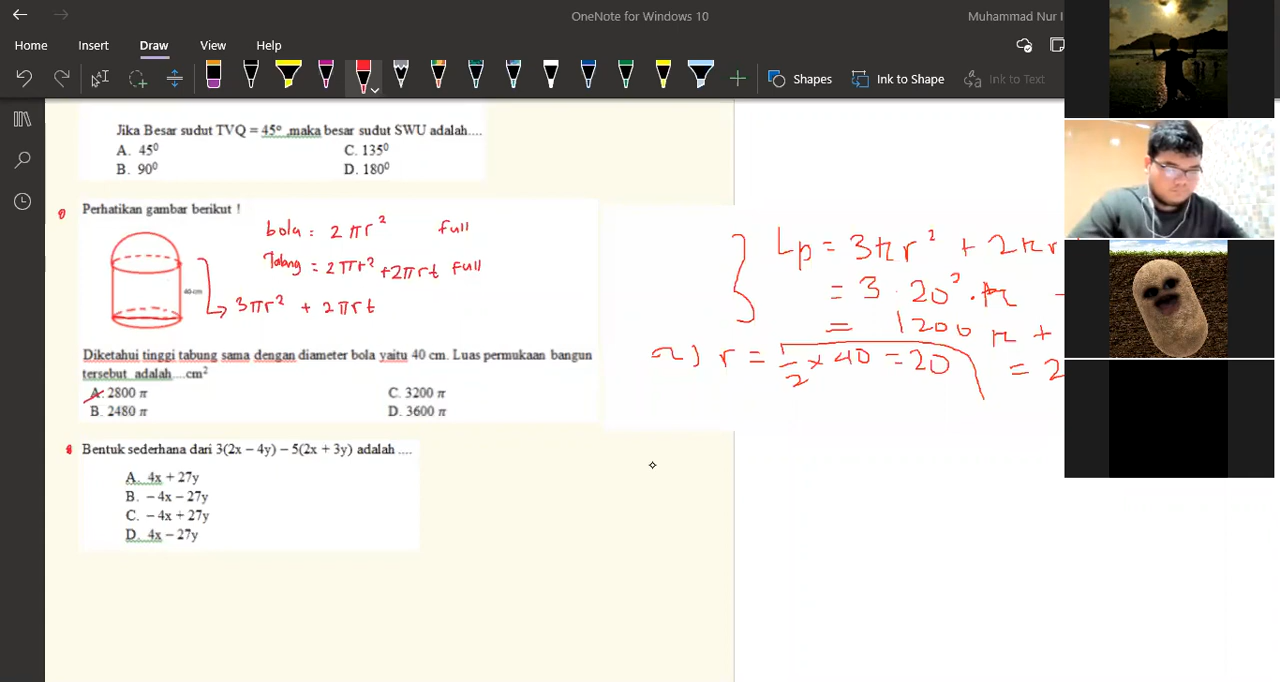 OneNote for Windows 10
Muhammad Nur I
Home Insert Draw View Help
Shapes Ink to Shape Ink to Text
Jika Besar sudut TVQ = 45⁰ ,maka besar sudut SWU adalah....
A. 45⁰ C. 135⁰
B. 90⁰ D. 180⁰
Perhatikan gambar berikut !
bola : 2πr² full
= 2πr² + 2πrt full
40 cm
3πr² + 2πrt
Diketahui tinggi tabung sama dengan diameter bola yaitu 40 cm. Luas permukaan bangun
tersebut adalah....cm²
A. 2800 π C. 3200 π
B. 2480 π D. 3600 π
Bentuk sederhana dari 3(2x – 4y) – 5(2x + 3y) adalah ....
A. 4x + 27y
B. – 4x – 27y
C. – 4x + 27y
D. 4x – 27y
Lp = 3πr² + 2πr
= 3 . 20² . π
= 1200 π +
r = 1/2 × 40 = 20
= 2